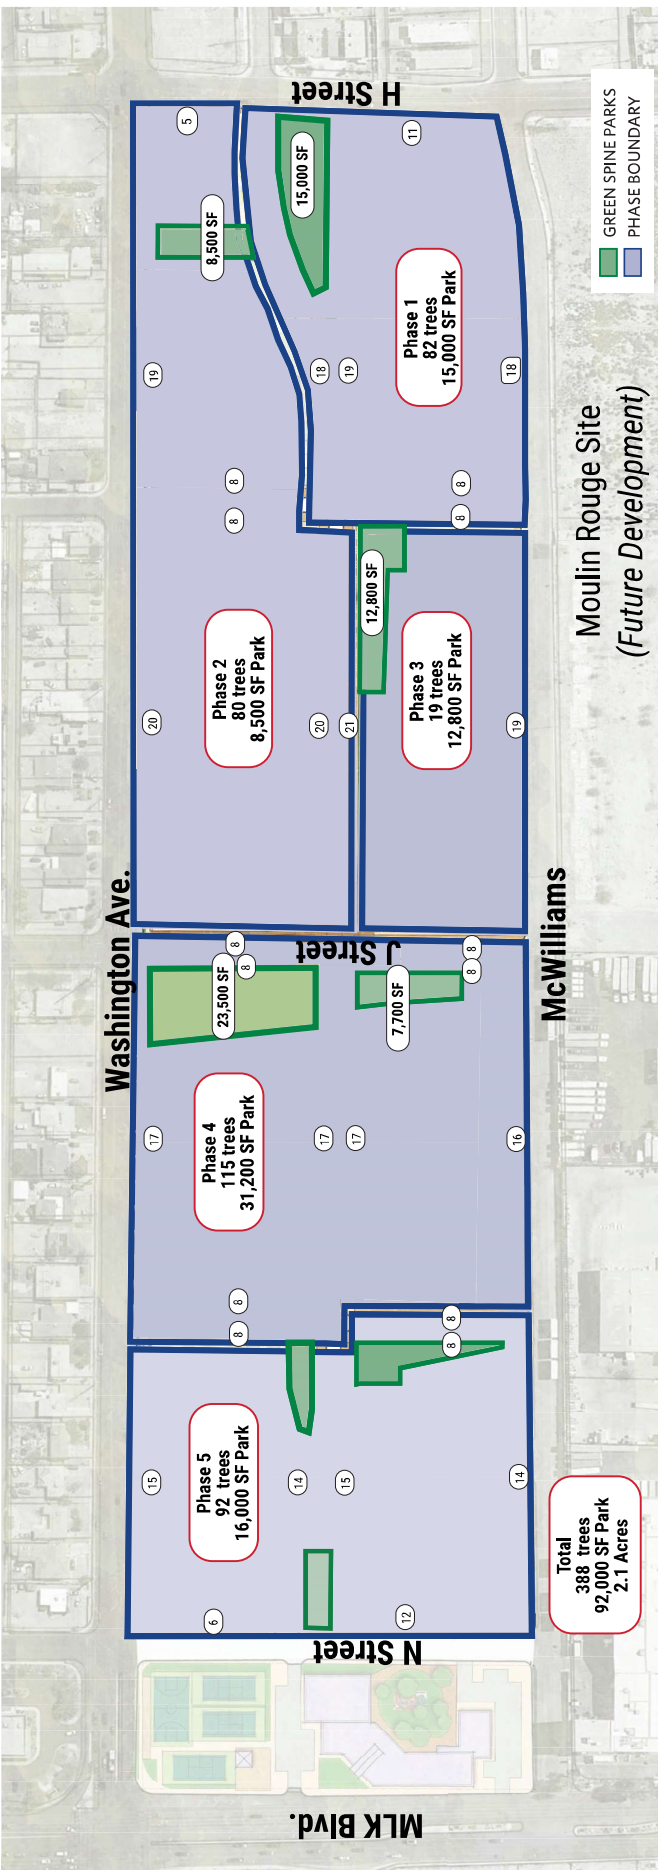 Washington Ave.
McWilliams
MLK Blvd.
N Street
J Street
H Street
Phase 5
92 trees
16,000 SF Park
Phase 4
115 trees
31,200 SF Park
Phase 2
80 trees
8,500 SF Park
Phase 3
19 trees
12,800 SF Park
Phase 1
82 trees
15,000 SF Park
Total
388 trees
92,000 SF Park
2.1 Acres
23,500 SF
7,700 SF
12,800 SF
8,500 SF
15,000 SF
6
15
14
15
12
14
8
8
8
8
17
17
17
16
8
8
8
8
20
20
21
19
8
8
19
5
18
19
8
8
18
11
Moulin Rouge Site
(Future Development)
GREEN SPINE PARKS
PHASE BOUNDARY